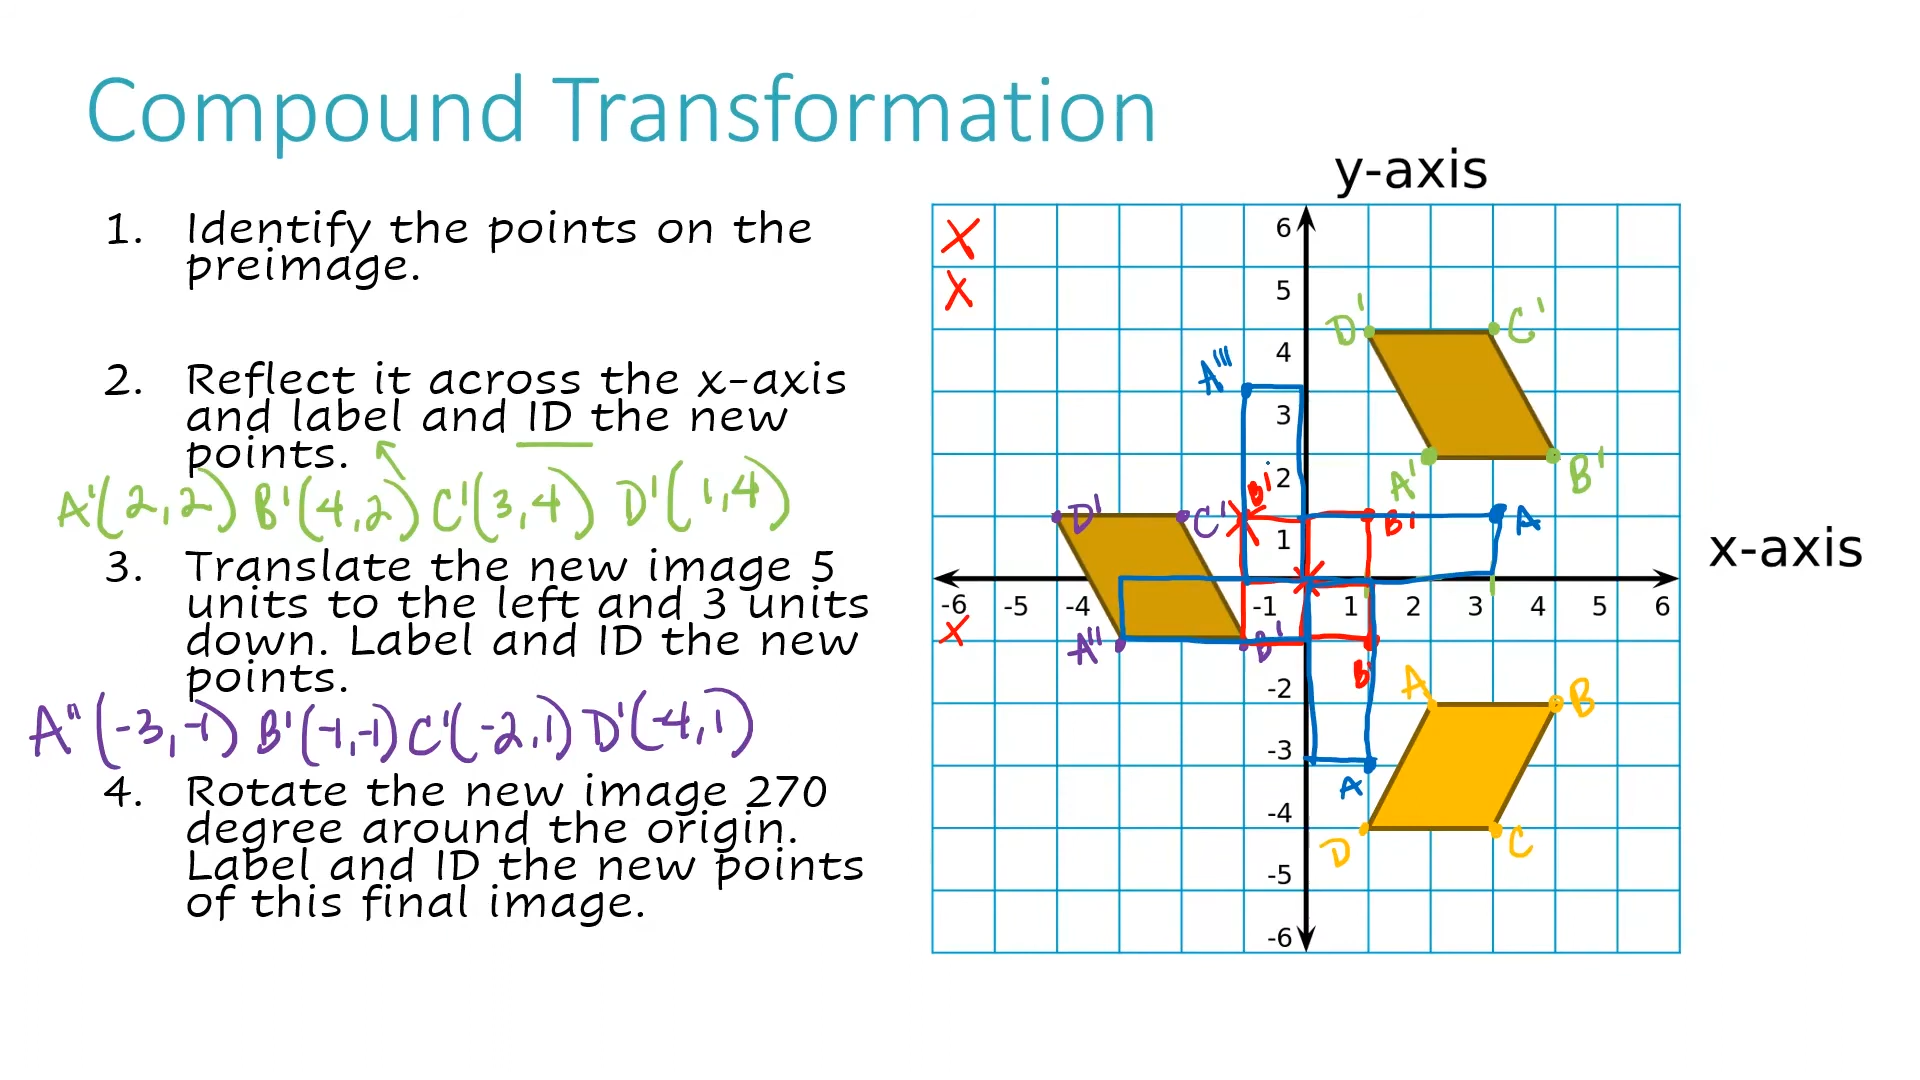 Compound Transformation
1. Identify the points on the
preimage.
2. Reflect it across the x-axis
and label and ID the new
points.
A'(2,2) B'(4,2) C'(3,4) D'(1,4)
3. Translate the new image 5
units to the left and 3 units
down. Label and ID the new
points.
A"(-3,-1) B'(-1,-1) C'(-2,1) D'(-4,1)
4. Rotate the new image 270
degree around the origin.
Label and ID the new points
of this final image.
y-axis
X 6
X 5
D' C'
A''' 4
3
A' B'
B' 2
D' C' B' A
1
x-axis
-6 -5 -4 -1 1 2 3 4 5 6
X
A" B' B
-2 A B
-3
A
-4
D C
-5
-6